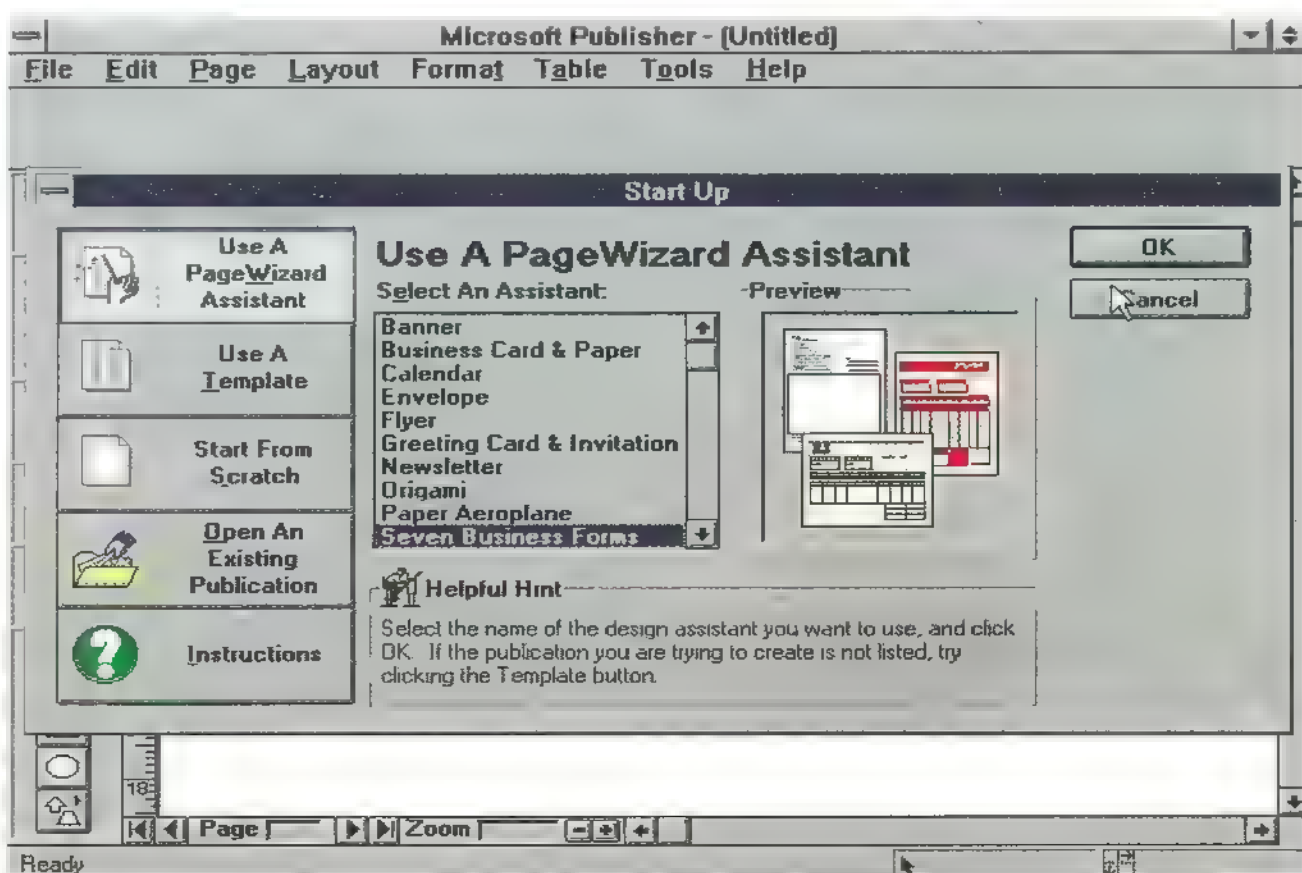 Microsoft Publisher - (Untitled)
File Edit Page Layout Format Table Tools Help
Start Up
Use A
PageWizard
Assistant
Use A
Template
Start From
Scratch
Open An
Existing
Publication
Instructions
Use A PageWizard Assistant
Select An Assistant:
Banner
Business Card & Paper
Calendar
Envelope
Flyer
Greeting Card & Invitation
Newsletter
Origami
Paper Aeroplane
Seven Business Forms
Preview
OK
Cancel
Helpful Hint
Select the name of the design assistant you want to use, and click
OK. If the publication you are trying to create is not listed, try
clicking the Template button.
18
Page Zoom
Ready